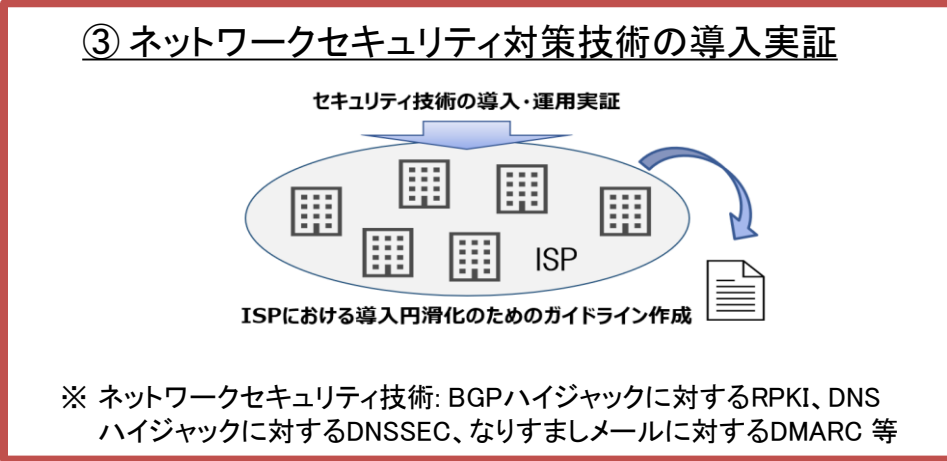 ③ ネットワークセキュリティ対策技術の導入実証
セキュリティ技術の導入・運用実証
ISP
ISPにおける導入円滑化のためのガイドライン作成
※ ネットワークセキュリティ技術: BGPハイジャックに対するRPKI、DNS
ハイジャックに対するDNSSEC、なりすましメールに対するDMARC 等